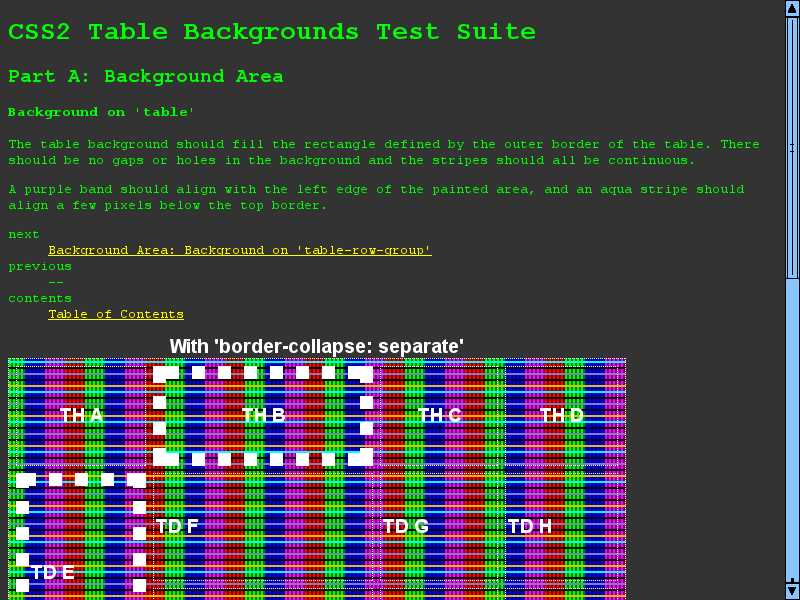 CSS2 Table Backgrounds Test Suite
Part A: Background Area
Background on 'table'
The table background should fill the rectangle defined by the outer border of the table. There
should be no gaps or holes in the background and the stripes should all be continuous.
A purple band should align with the left edge of the painted area, and an aqua stripe should
align a few pixels below the top border.
next
Background Area: Background on 'table-row-group'
previous
--
contents
Table of Contents
With 'border-collapse: separate'
TH A TH B TH C TH D
TD F TD G TD H
TD E